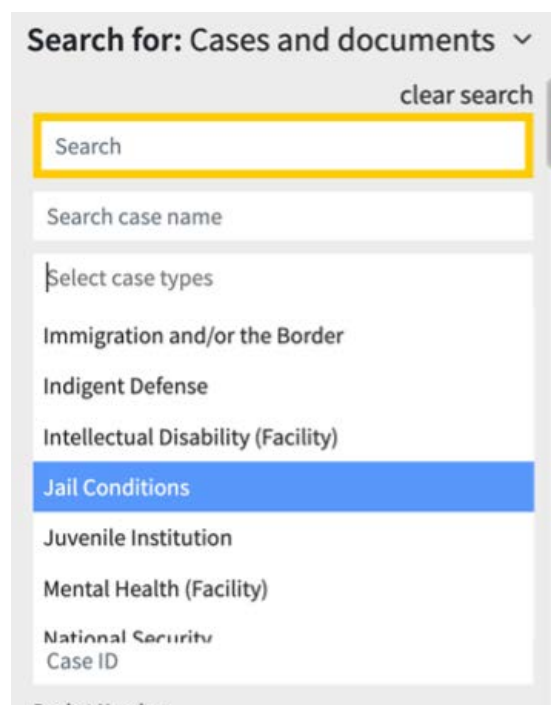 Search for: Cases and documents
clear search
Search
Search case name
Select case types
Immigration and/or the Border
Indigent Defense
Intellectual Disability (Facility)
Jail Conditions
Juvenile Institution
Mental Health (Facility)
National Security
Case ID